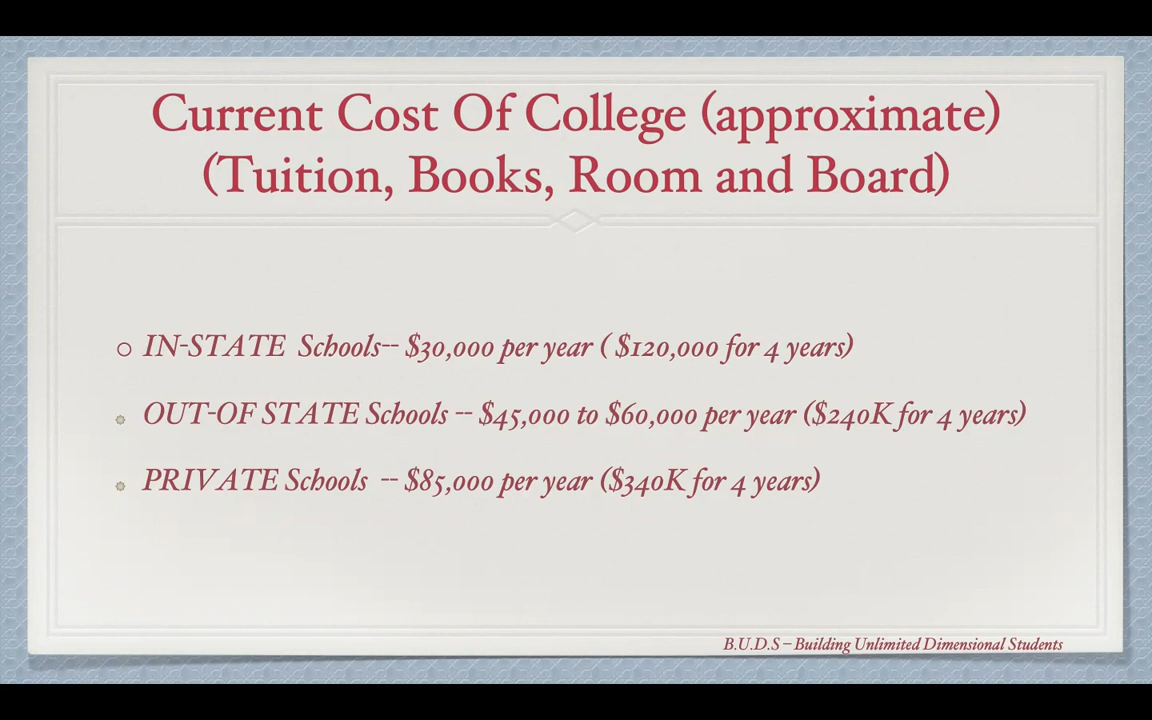 Current Cost Of College (approximate)
(Tuition, Books, Room and Board)
IN-STATE Schools-- $30,000 per year ( $120,000 for 4 years)
OUT-OF STATE Schools -- $45,000 to $60,000 per year ($240K for 4 years)
PRIVATE Schools -- $85,000 per year ($340K for 4 years)
B.U.D.S – Building Unlimited Dimensional Students